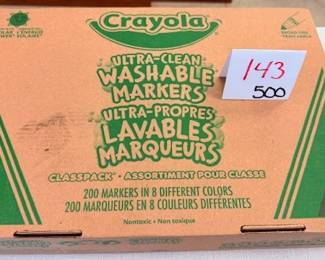 Crayola
ULTRA-CLEAN
WASHABLE
MARKERS
ULTRA-PROPRES
LAVABLES
MARQUEURS
CLASSPACK • ASSORTIMENT POUR CLASSE
200 MARKERS IN 8 DIFFERENT COLORS
200 MARQUEURS EN 8 COULEURS DIFFÉRENTES
Nontoxic • Non toxique
143
500